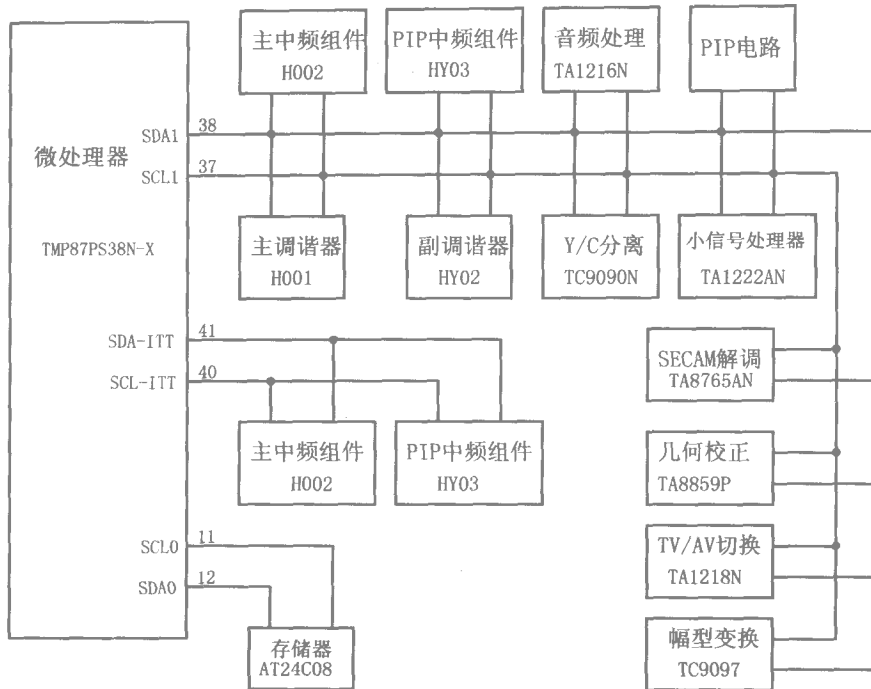 主中频组件
H002
PIP中频组件
HY03
音频处理
TA1216N
PIP电路
SDA1
38
微处理器
SCL1
37
TMP87PS38N-X
主调谐器
H001
副调谐器
HY02
Y/C分离
TC9090N
小信号处理器
TA1222AN
SDA-ITT
41
SCL-ITT
40
SECAM解调
TA8765AN
主中频组件
H002
PIP中频组件
HY03
几何校正
TA8859P
SCL0
11
SDA0
12
TV/AV切换
TA1218N
存储器
AT24C08
幅型变换
TC9097